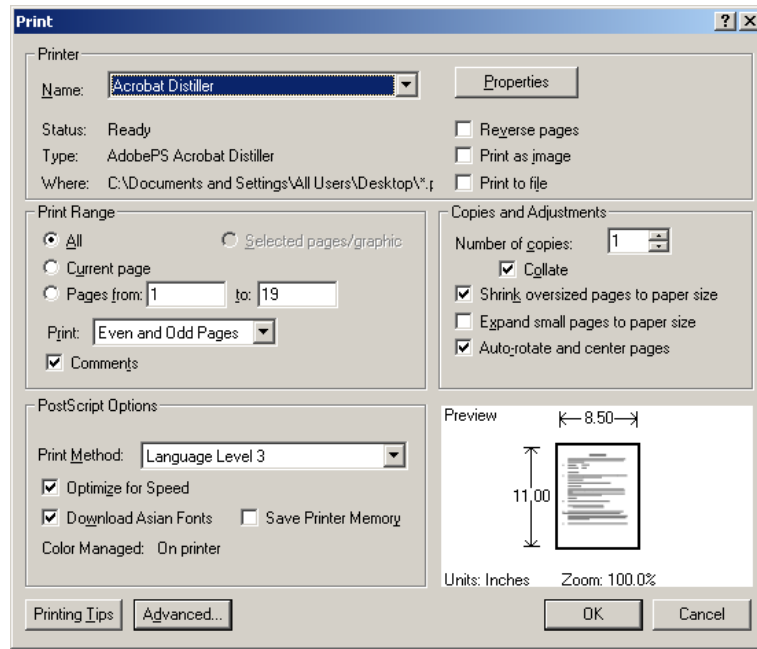 Print
Printer
Name: Acrobat Distiller
Properties
Status: Ready
Reverse pages
Type: AdobePS Acrobat Distiller
Print as image
Where: C:\Documents and Settings\All Users\Desktop\*.p
Print to file
Print Range
All
Selected pages/graphic
Current page
Pages from: 1 to: 19
Print: Even and Odd Pages
Comments
Copies and Adjustments
Number of copies: 1
Collate
Shrink oversized pages to paper size
Expand small pages to paper size
Auto-rotate and center pages
PostScript Options
Print Method: Language Level 3
Optimize for Speed
Download Asian Fonts
Save Printer Memory
Color Managed: On printer
Preview
8.50
11.00
Units: Inches Zoom: 100.0%
Printing Tips
Advanced...
OK
Cancel